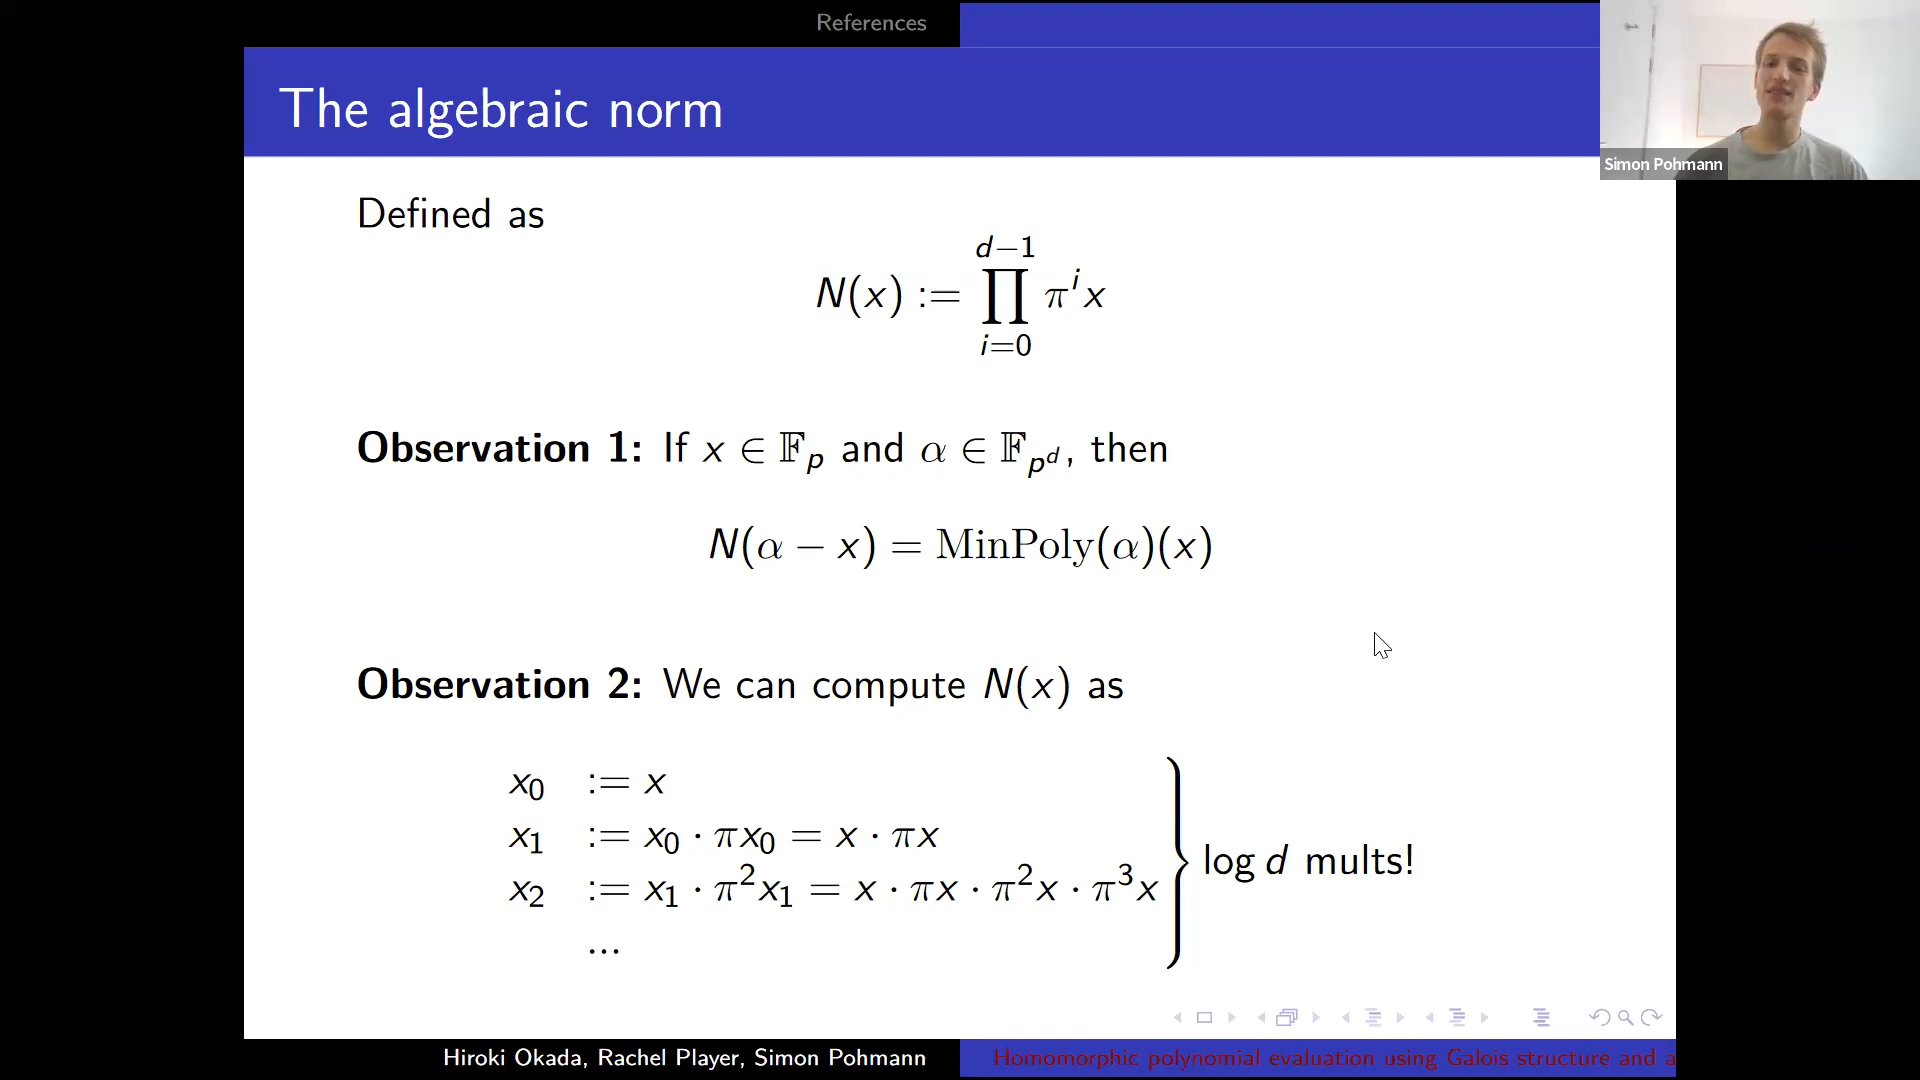 References
The algebraic norm
Simon Pohmann
Defined as
N(x) := ∏_{i=0}^{d−1} π^i x
Observation 1: If x ∈ 𝔽_p and α ∈ 𝔽_{p^d}, then
N(α − x) = MinPoly(α)(x)
Observation 2: We can compute N(x) as
x_0 := x
x_1 := x_0 · πx_0 = x · πx
x_2 := x_1 · π^2 x_1 = x · πx · π^2 x · π^3 x
...
log d mults!
Hiroki Okada, Rachel Player, Simon Pohmann
Homomorphic polynomial evaluation using Galois structure and a